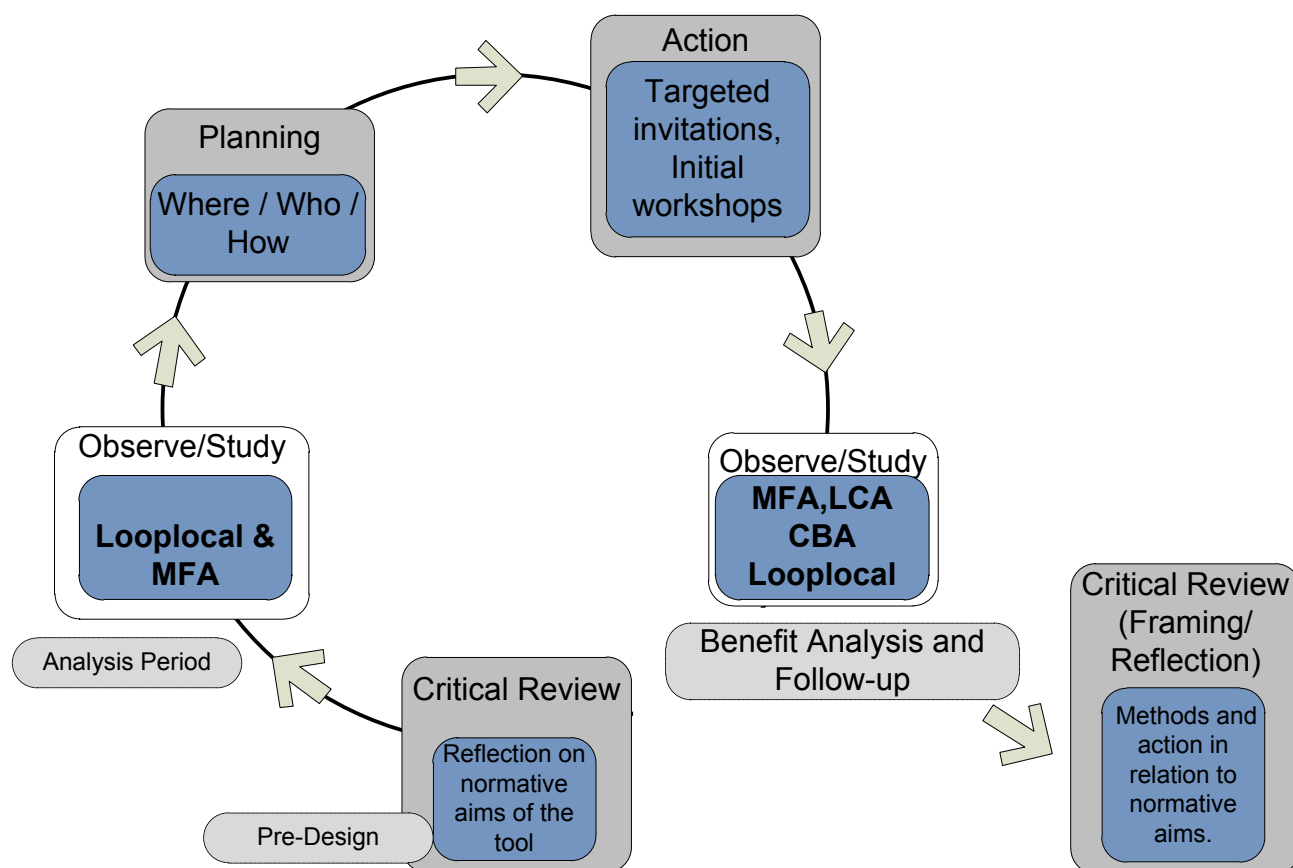 Action
Targeted
invitations,
Initial
workshops
Planning
Where / Who /
How
Observe/Study
Looplocal &
MFA
Analysis Period
Observe/Study
MFA,LCA
CBA
Looplocal
Benefit Analysis and
Follow-up
Critical Review
Reflection on
normative
aims of the
tool
Pre-Design
Critical Review
(Framing/
Reflection)
Methods and
action in
relation to
normative
aims.